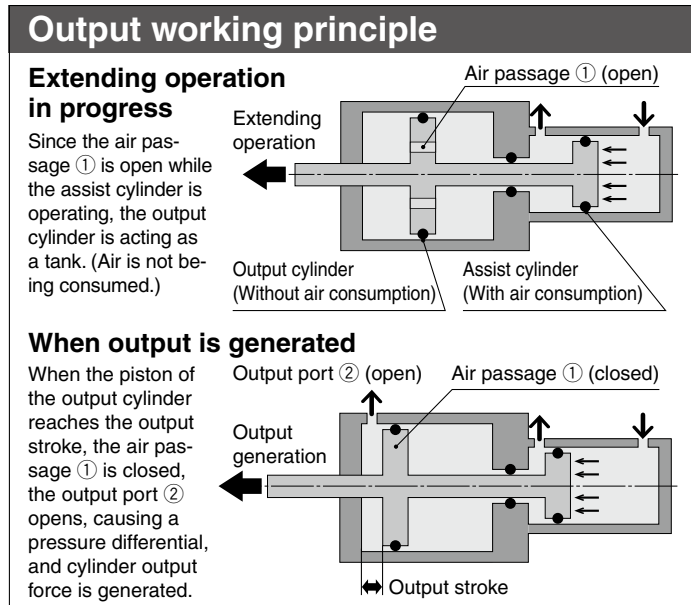 Output working principle
Extending operation
in progress
Since the air pas-
sage ① is open while
the assist cylinder is
operating, the output
cylinder is acting as
a tank. (Air is not be-
ing consumed.)
Air passage ① (open)
Extending
operation
Output cylinder
(Without air consumption)
Assist cylinder
(With air consumption)
When output is generated
When the piston of
the output cylinder
reaches the output
stroke, the air pas-
sage ① is closed,
the output port ②
opens, causing a
pressure differential,
and cylinder output
force is generated.
Output port ② (open)
Air passage ① (closed)
Output
generation
Output stroke